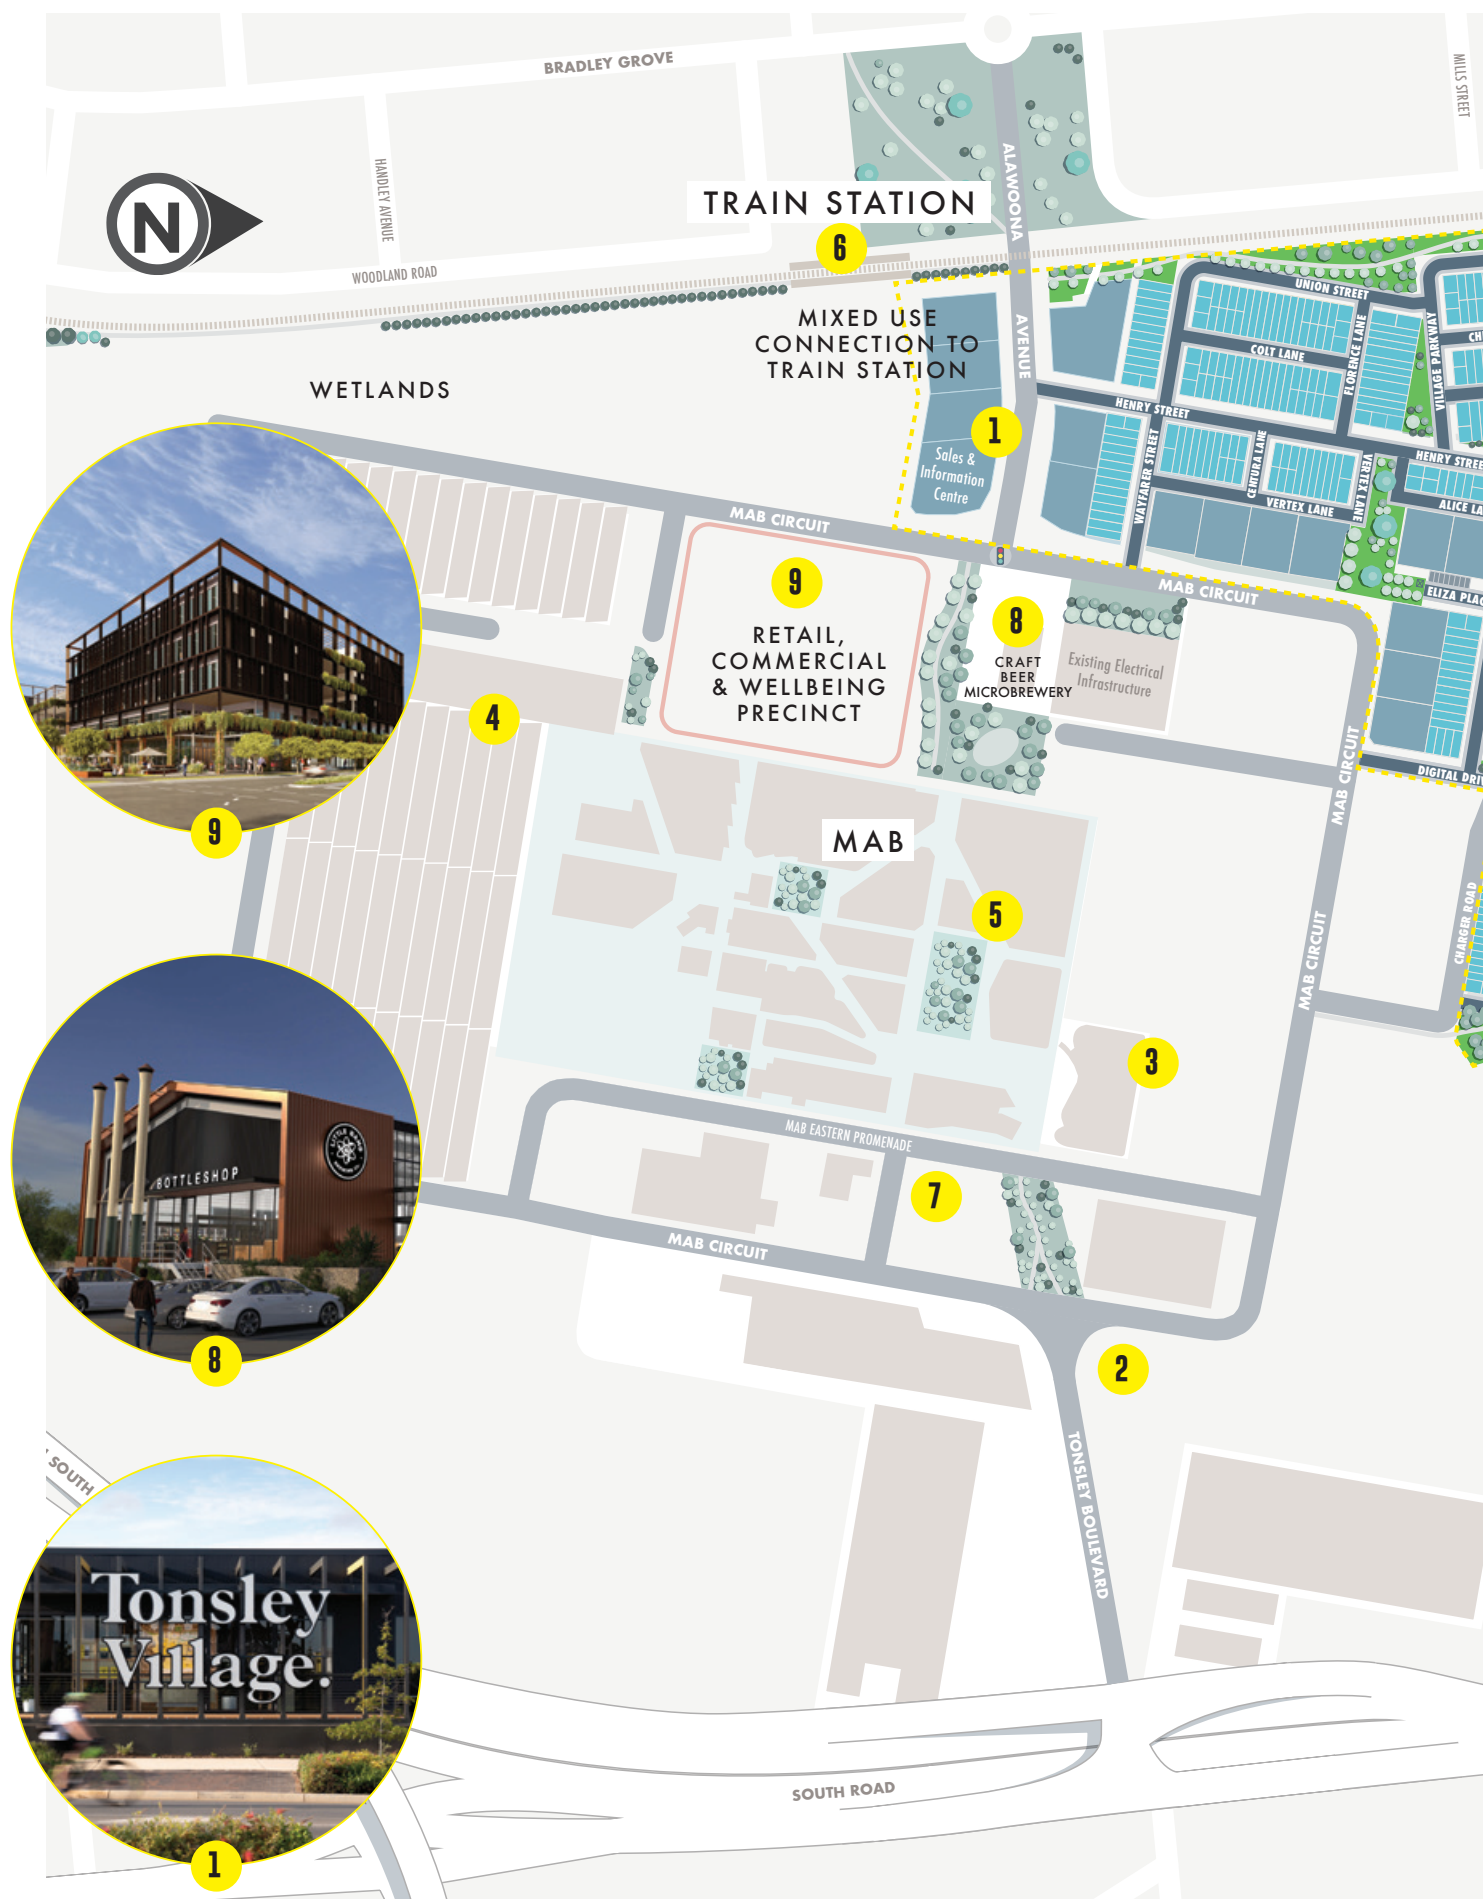 BRADLEY GROVE
MILLS STREET
HANDLEY AVENUE
ALAWOONA
AVENUE
N
TRAIN STATION
6
WOODLAND ROAD
UNION STREET
MIXED USE
CONNECTION TO
TRAIN STATION
COLT LANE
FLORENCE LANE
VILLAGE PARKWAY
CH
WETLANDS
HENRY STREET
1
WAYFARER STREET
CENTURA LANE
VERTEX LANE
VERTEX LANE
HENRY STREE
ALICE LA
Sales &
Information
Centre
MAB CIRCUIT
MAB CIRCUIT
ELIZA PLAC
9
RETAIL,
COMMERCIAL
& WELLBEING
PRECINCT
8
CRAFT
BEER
MICROBREWERY
Existing Electrical
Infrastructure
4
MAB CIRCUIT
DIGITAL DRIV
9
MAB
5
MAB CIRCUIT
CHARGER ROAD
3
MAB EASTERN PROMENADE
7
BOTTLESHOP
LITTLE BANG
MAB CIRCUIT
8
2
TONSLEY BOULEVARD
SOUTH
Tonsley
Village.
SOUTH ROAD
1